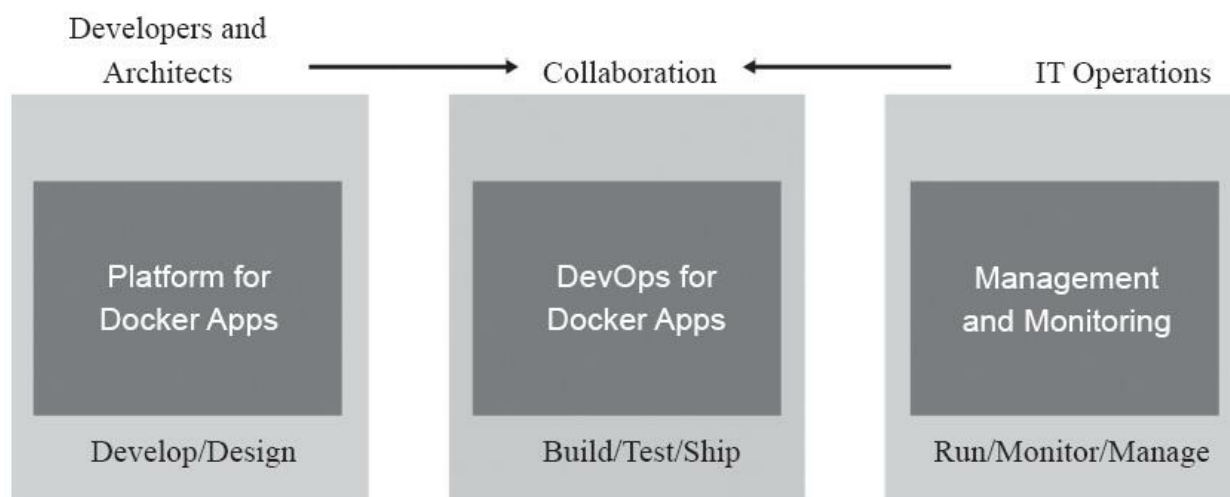 Developers and
Architects
Collaboration
IT Operations
Platform for
Docker Apps
DevOps for
Docker Apps
Management
and Monitoring
Develop/Design
Build/Test/Ship
Run/Monitor/Manage